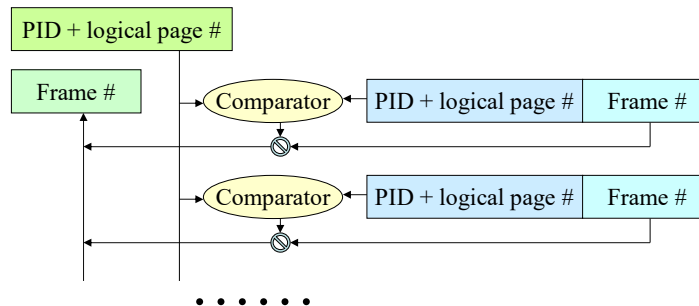 PID + logical page #
Frame #
Comparator
PID + logical page #
Frame #
Comparator
PID + logical page #
Frame #